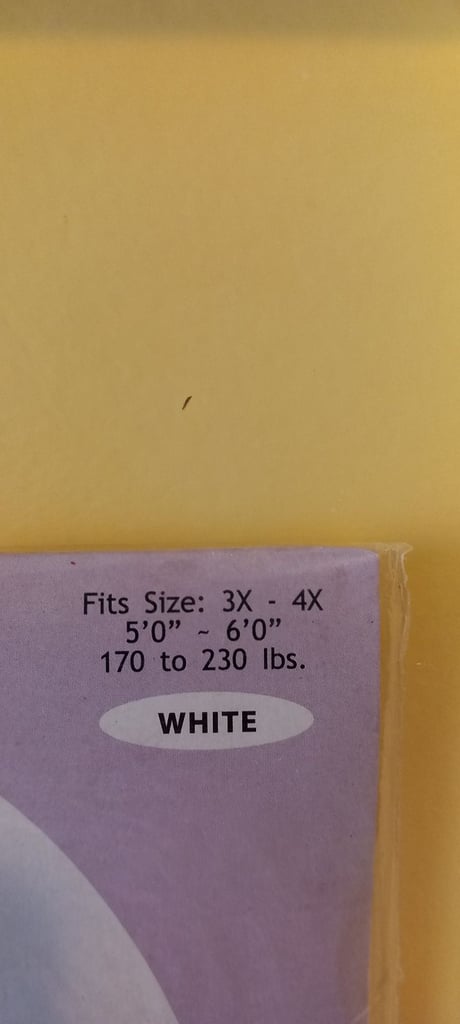 Fits Size: 3X - 4X
5’0” ~ 6’0”
170 to 230 lbs.
WHITE